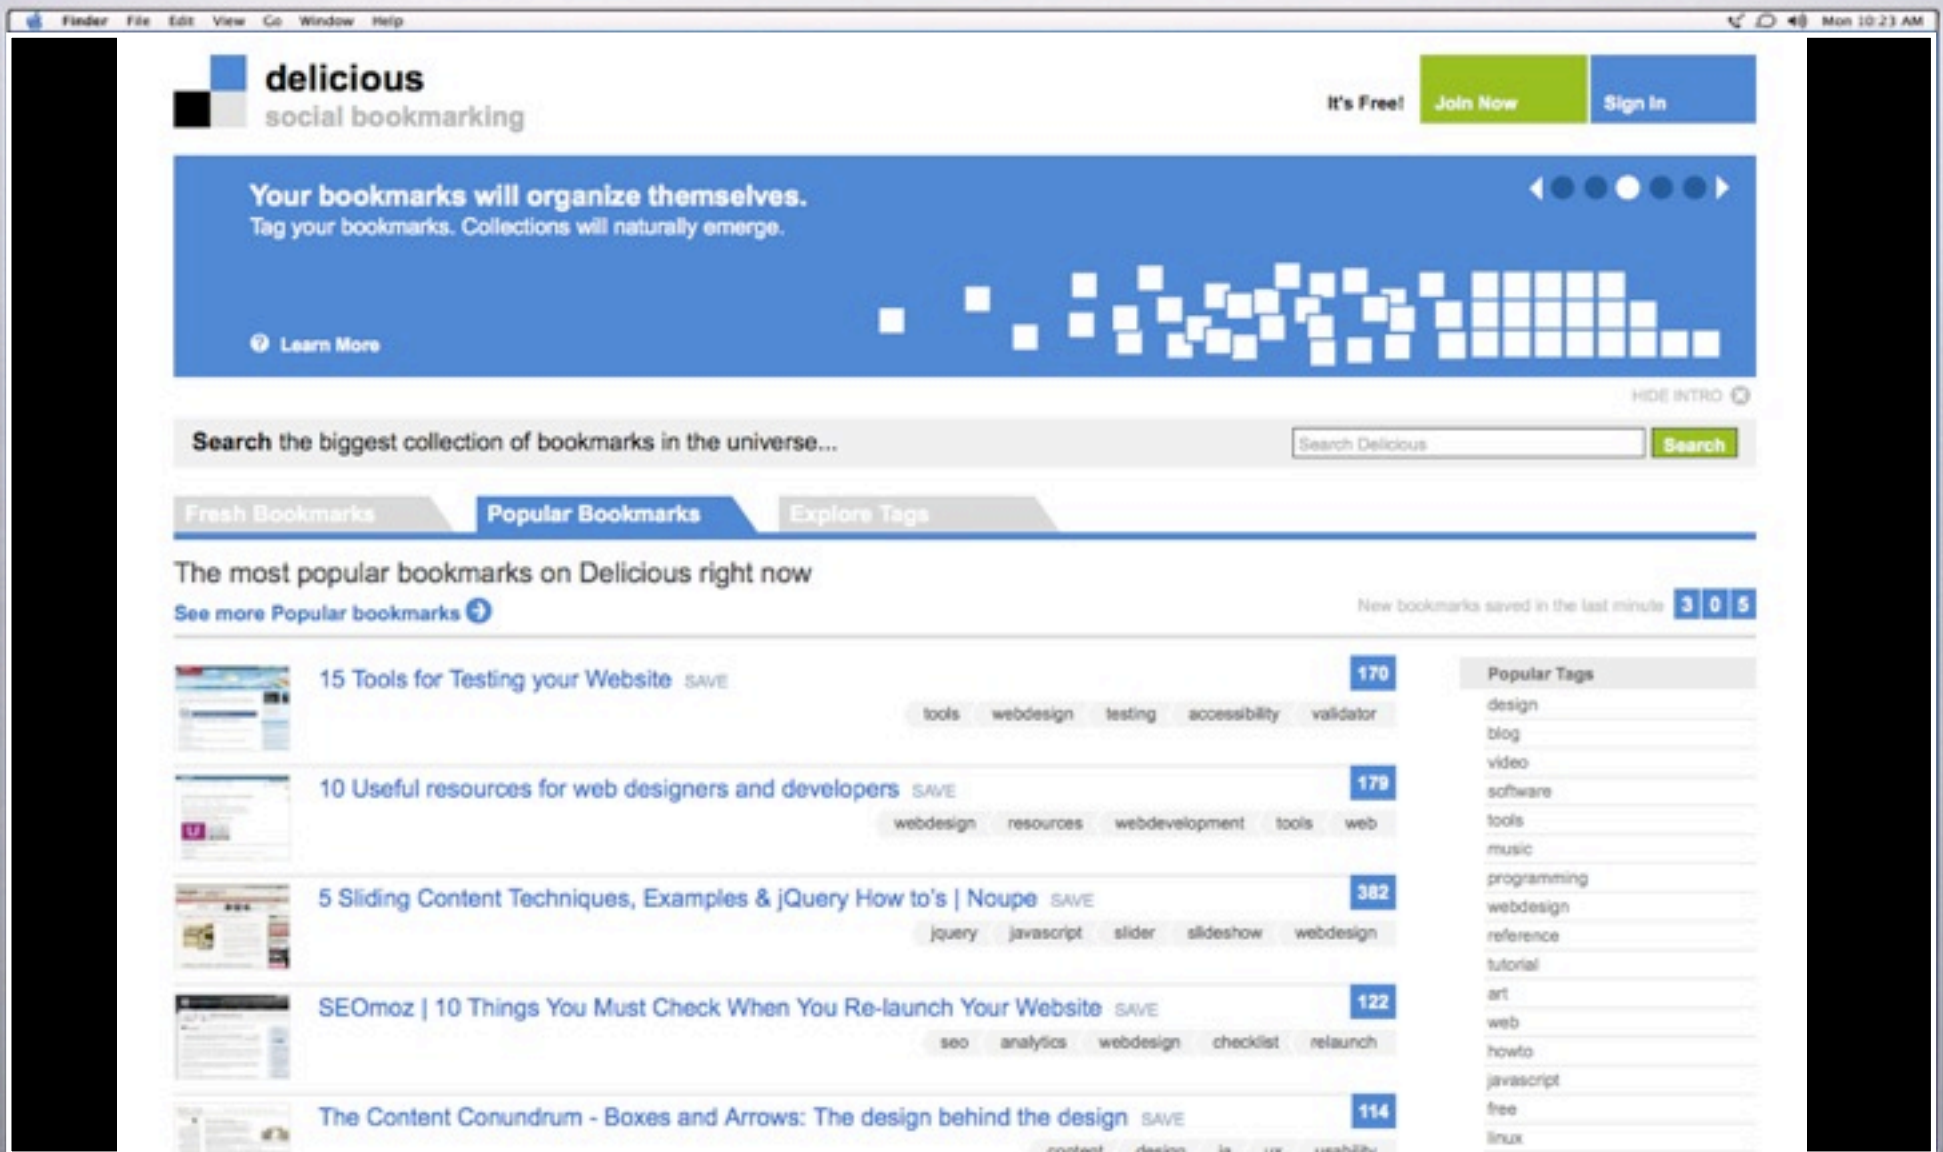 Finder File Edit View Go Window Help
Mon 10:23 AM
delicious
social bookmarking
It's Free!
Join Now
Sign In
Your bookmarks will organize themselves.
Tag your bookmarks. Collections will naturally emerge.
Learn More
HIDE INTRO
Search the biggest collection of bookmarks in the universe...
Search Delicious
Search
Fresh Bookmarks
Popular Bookmarks
Explore Tags
The most popular bookmarks on Delicious right now
See more Popular bookmarks
New bookmarks saved in the last minute 3 0 5
15 Tools for Testing your Website SAVE
170
tools webdesign testing accessibility validator
10 Useful resources for web designers and developers SAVE
179
webdesign resources webdevelopment tools web
5 Sliding Content Techniques, Examples & jQuery How to's | Noupe SAVE
382
jquery javascript slider slideshow webdesign
SEOmoz | 10 Things You Must Check When You Re-launch Your Website SAVE
122
seo analytics webdesign checklist relaunch
The Content Conundrum - Boxes and Arrows: The design behind the design SAVE
114
content design ia ux usability
Popular Tags
design
blog
video
software
tools
music
programming
webdesign
reference
tutorial
art
web
howto
javascript
free
linux